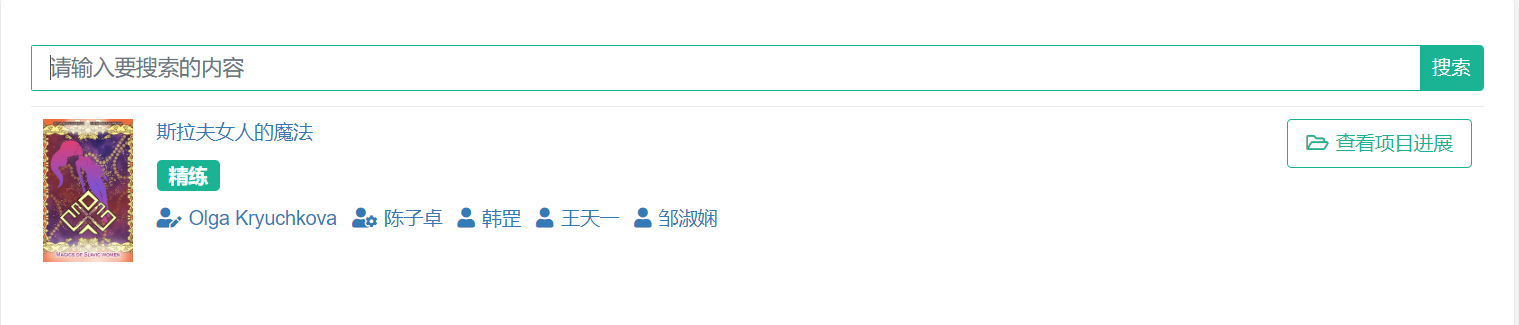 请输入要搜索的内容
搜索
斯拉夫女人的魔法
查看项目进展
精练
Olga Kryuchkova 陈子卓 韩罡 王天一 邹淑娴
MAGICS OF SLAVIC WOMEN